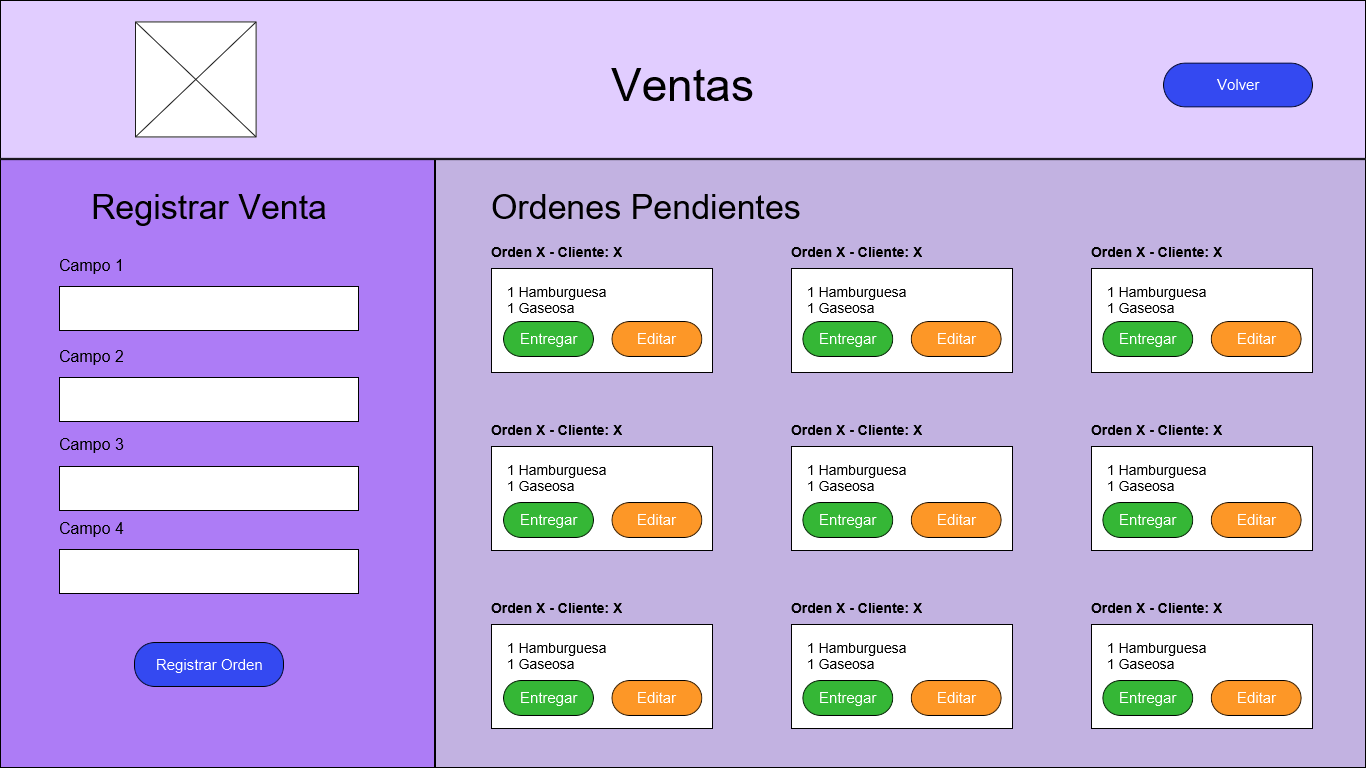 Ventas
Volver
Registrar Venta
Campo 1
Campo 2
Campo 3
Campo 4
Registrar Orden
Ordenes Pendientes
Orden X - Cliente: X
1 Hamburguesa
1 Gaseosa
Entregar
Editar
Orden X - Cliente: X
1 Hamburguesa
1 Gaseosa
Entregar
Editar
Orden X - Cliente: X
1 Hamburguesa
1 Gaseosa
Entregar
Editar
Orden X - Cliente: X
1 Hamburguesa
1 Gaseosa
Entregar
Editar
Orden X - Cliente: X
1 Hamburguesa
1 Gaseosa
Entregar
Editar
Orden X - Cliente: X
1 Hamburguesa
1 Gaseosa
Entregar
Editar
Orden X - Cliente: X
1 Hamburguesa
1 Gaseosa
Entregar
Editar
Orden X - Cliente: X
1 Hamburguesa
1 Gaseosa
Entregar
Editar
Orden X - Cliente: X
1 Hamburguesa
1 Gaseosa
Entregar
Editar